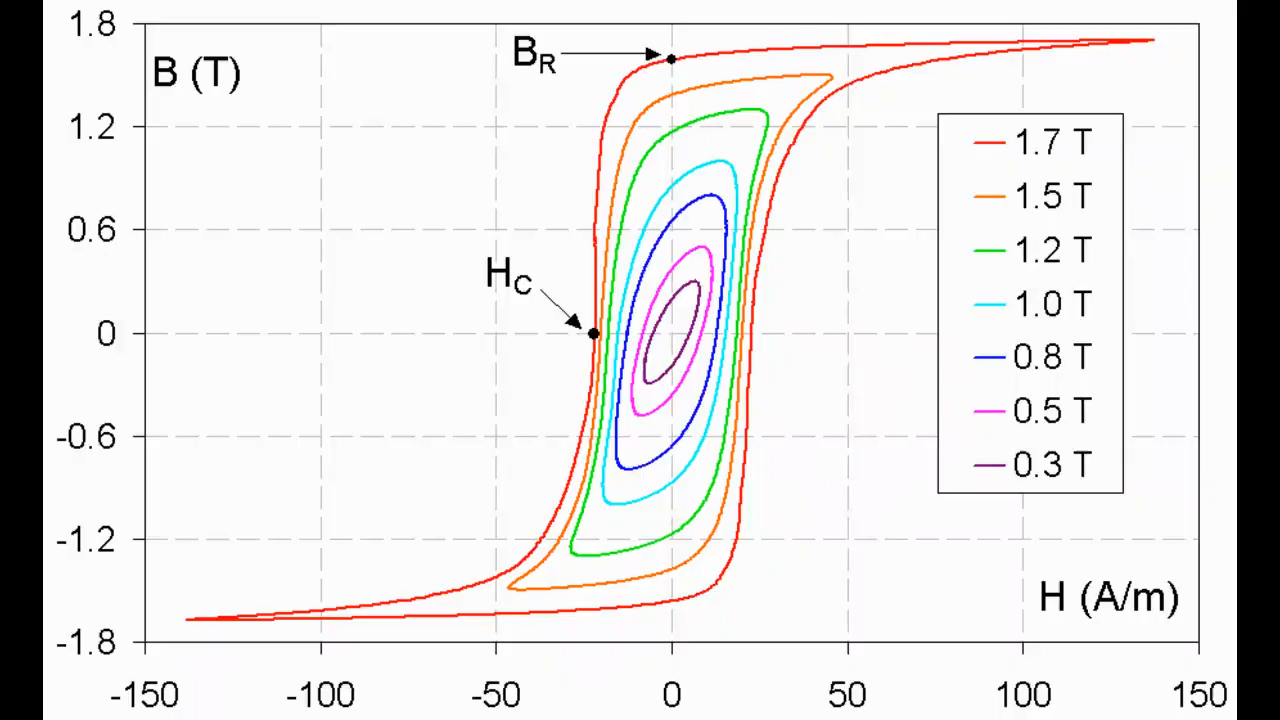 1.8
B (T)
B_R
1.2
0.6
H_C
0
-0.6
-1.2
-1.8
1.7 T
1.5 T
1.2 T
1.0 T
0.8 T
0.5 T
0.3 T
H (A/m)
-150 -100 -50 0 50 100 150